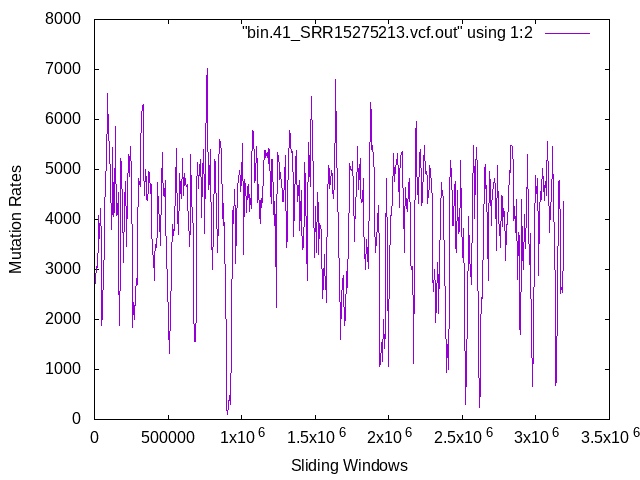 "bin.41_SRR15275213.vcf.out" using 1:2
8000
7000
6000
5000
4000
3000
2000
1000
0
Mutation Rates
0 500000 1x10^6 1.5x10^6 2x10^6 2.5x10^6 3x10^6 3.5x10^6
Sliding Windows